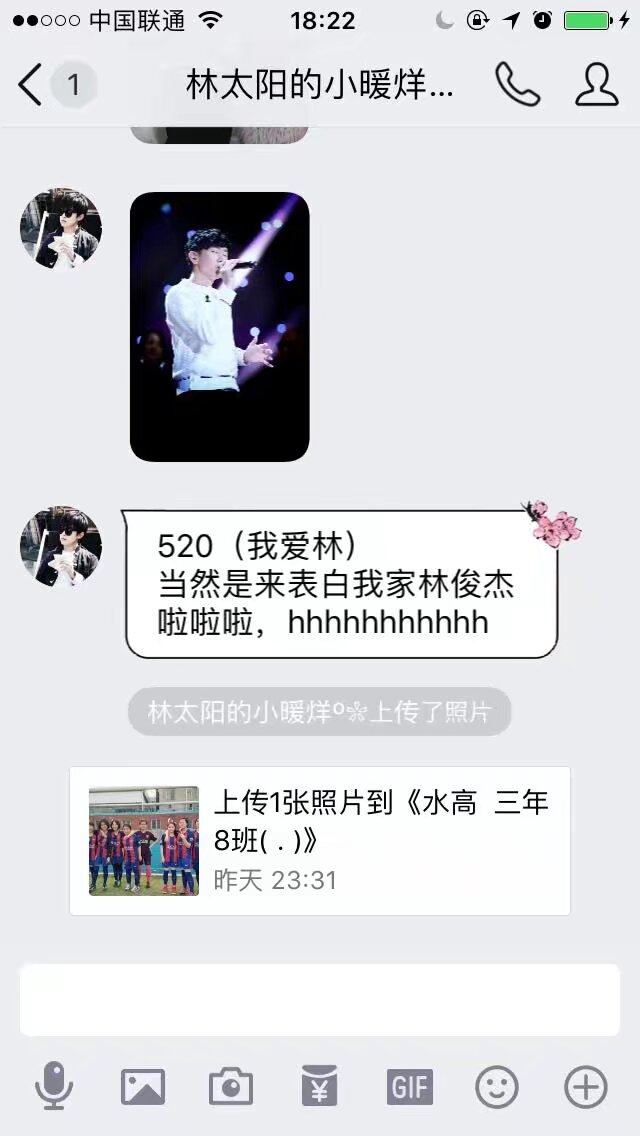 中国联通
18:22
1
林太阳的小暖烊...
520（我爱林）
当然是来表白我家林俊杰
啦啦啦，hhhhhhhhhhh
林太阳的小暖烊º❀上传了照片
上传1张照片到《水高 三年
8班( . )》
昨天 23:31
¥
GIF